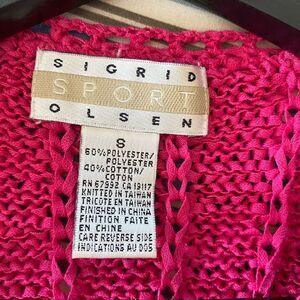 SIGRID
SPORT
OLSEN
S
60% POLYESTER/
POLYESTER
40% COTTON/
COTON
RN 67992 CA 19117
KNITTED IN TAIWAN
TRICOTE EN TAIWAN
FINISHED IN CHINA
FINITION FAITE
EN CHINE
CARE REVERSE SIDE
INDICATIONS AU DOS